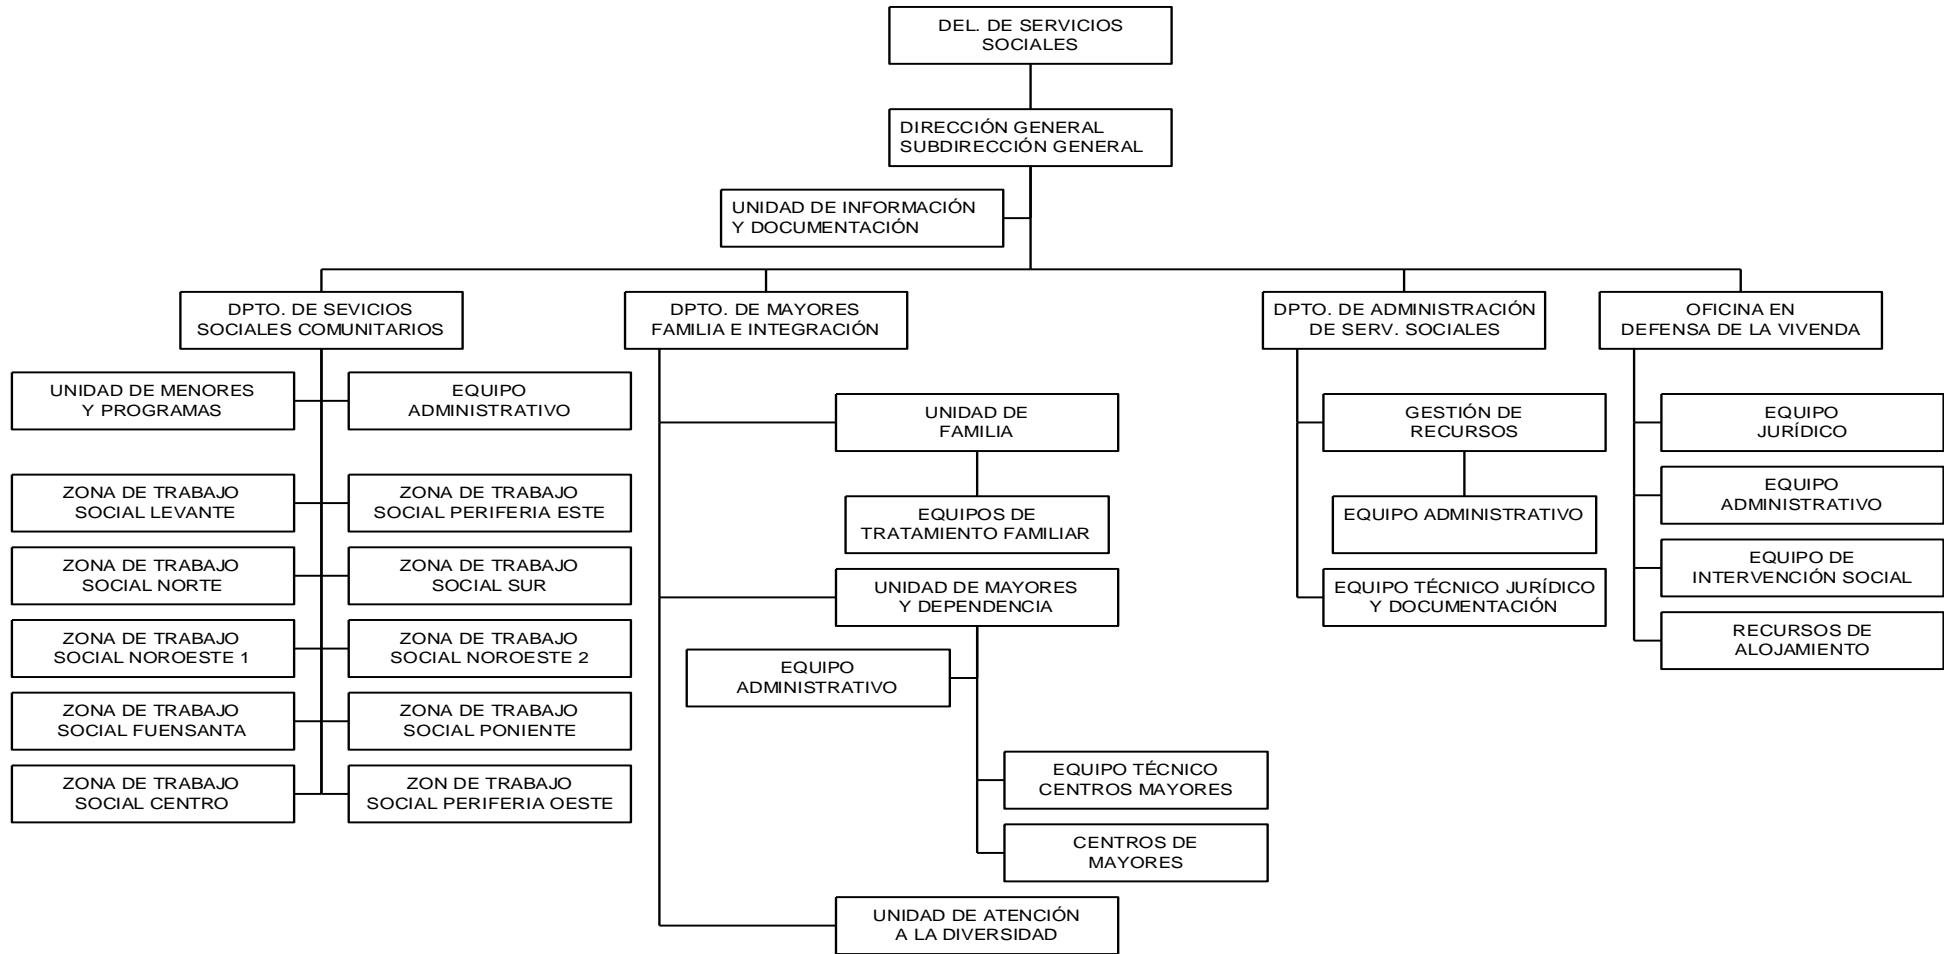 DEL. DE SERVICIOS
SOCIALES
DIRECCIÓN GENERAL
SUBDIRECCIÓN GENERAL
UNIDAD DE INFORMACIÓN
Y DOCUMENTACIÓN
DPTO. DE SEVICIOS
SOCIALES COMUNITARIOS
UNIDAD DE MENORES
Y PROGRAMAS
EQUIPO
ADMINISTRATIVO
ZONA DE TRABAJO
SOCIAL LEVANTE
ZONA DE TRABAJO
SOCIAL PERIFERIA ESTE
ZONA DE TRABAJO
SOCIAL NORTE
ZONA DE TRABAJO
SOCIAL SUR
ZONA DE TRABAJO
SOCIAL NOROESTE 1
ZONA DE TRABAJO
SOCIAL NOROESTE 2
ZONA DE TRABAJO
SOCIAL FUENSANTA
ZONA DE TRABAJO
SOCIAL PONIENTE
ZONA DE TRABAJO
SOCIAL CENTRO
ZON DE TRABAJO
SOCIAL PERIFERIA OESTE
DPTO. DE MAYORES
FAMILIA E INTEGRACIÓN
UNIDAD DE
FAMILIA
EQUIPOS DE
TRATAMIENTO FAMILIAR
UNIDAD DE MAYORES
Y DEPENDENCIA
EQUIPO
ADMINISTRATIVO
EQUIPO TÉCNICO
CENTROS MAYORES
CENTROS DE
MAYORES
UNIDAD DE ATENCIÓN
A LA DIVERSIDAD
DPTO. DE ADMINISTRACIÓN
DE SERV. SOCIALES
GESTIÓN DE
RECURSOS
EQUIPO ADMINISTRATIVO
EQUIPO TÉCNICO JURÍDICO
Y DOCUMENTACIÓN
OFICINA EN
DEFENSA DE LA VIVENDA
EQUIPO
JURÍDICO
EQUIPO
ADMINISTRATIVO
EQUIPO DE
INTERVENCIÓN SOCIAL
RECURSOS DE
ALOJAMIENTO